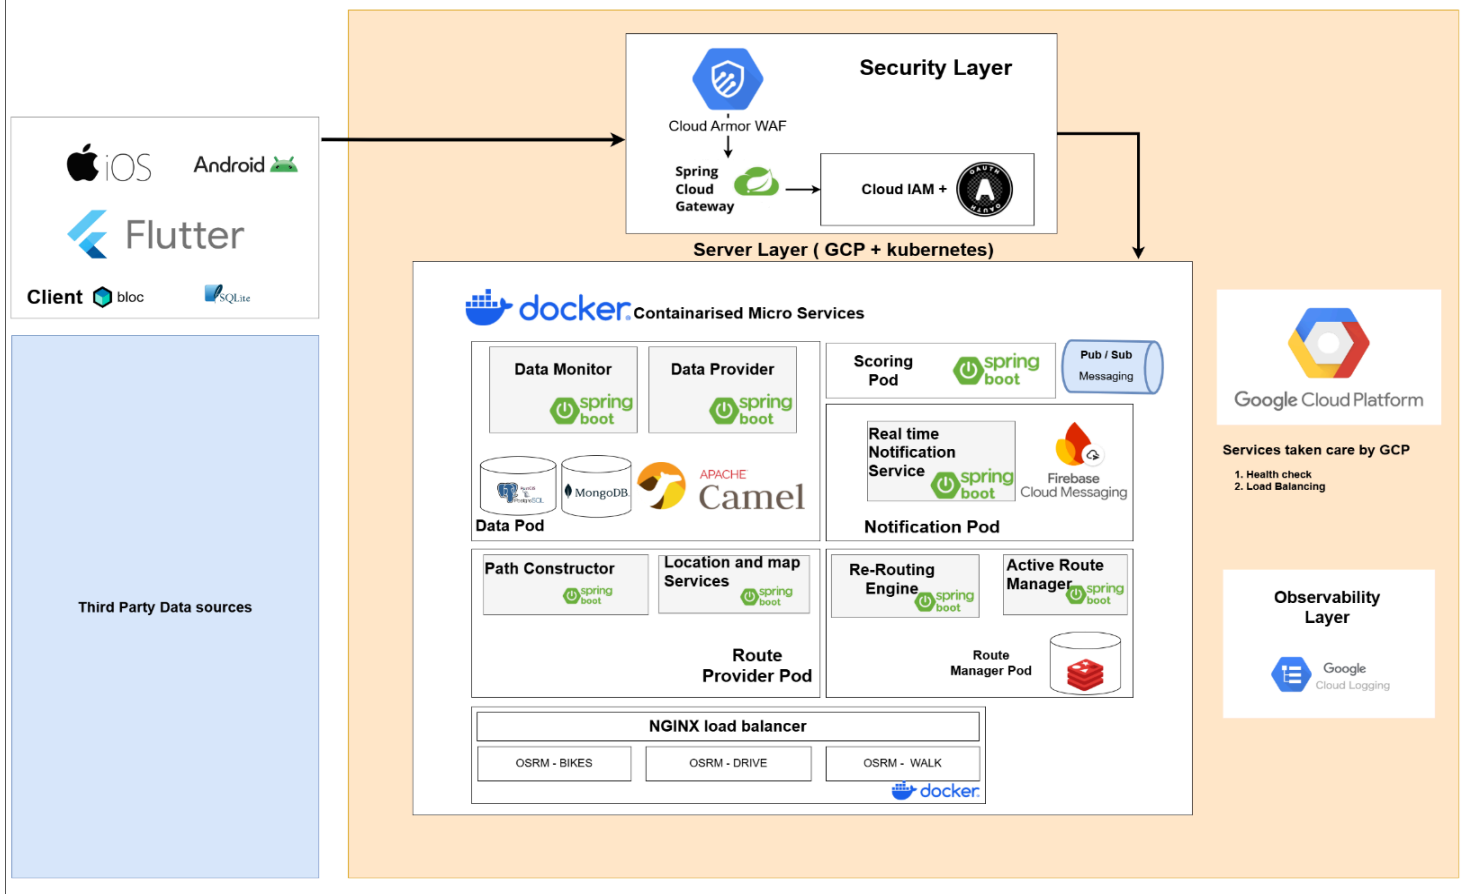 iOS
Android
Flutter
Client
bloc
SQLite
Third Party Data sources
Security Layer
Cloud Armor WAF
Spring
Cloud
Gateway
Cloud IAM +
OAUTH
A
OAUTH
Server Layer ( GCP + kubernetes)
docker.
Containarised Micro Services
Data Monitor
spring
boot
Data Provider
spring
boot
PostgreSQL
MongoDB.
APACHE
Camel
Data Pod
Scoring
Pod
spring
boot
Pub / Sub
Messaging
Real time
Notification
Service
spring
boot
Firebase
Cloud Messaging
Notification Pod
Path Constructor
spring
boot
Location and map
Services
spring
boot
Route
Provider Pod
Re-Routing
Engine
spring
boot
Active Route
Manager
spring
boot
Route
Manager Pod
NGINX load balancer
OSRM - BIKES
OSRM - DRIVE
OSRM - WALK
docker.
Google Cloud Platform
Services taken care by GCP
1. Health check
2. Load Balancing
Observability
Layer
Google
Cloud Logging